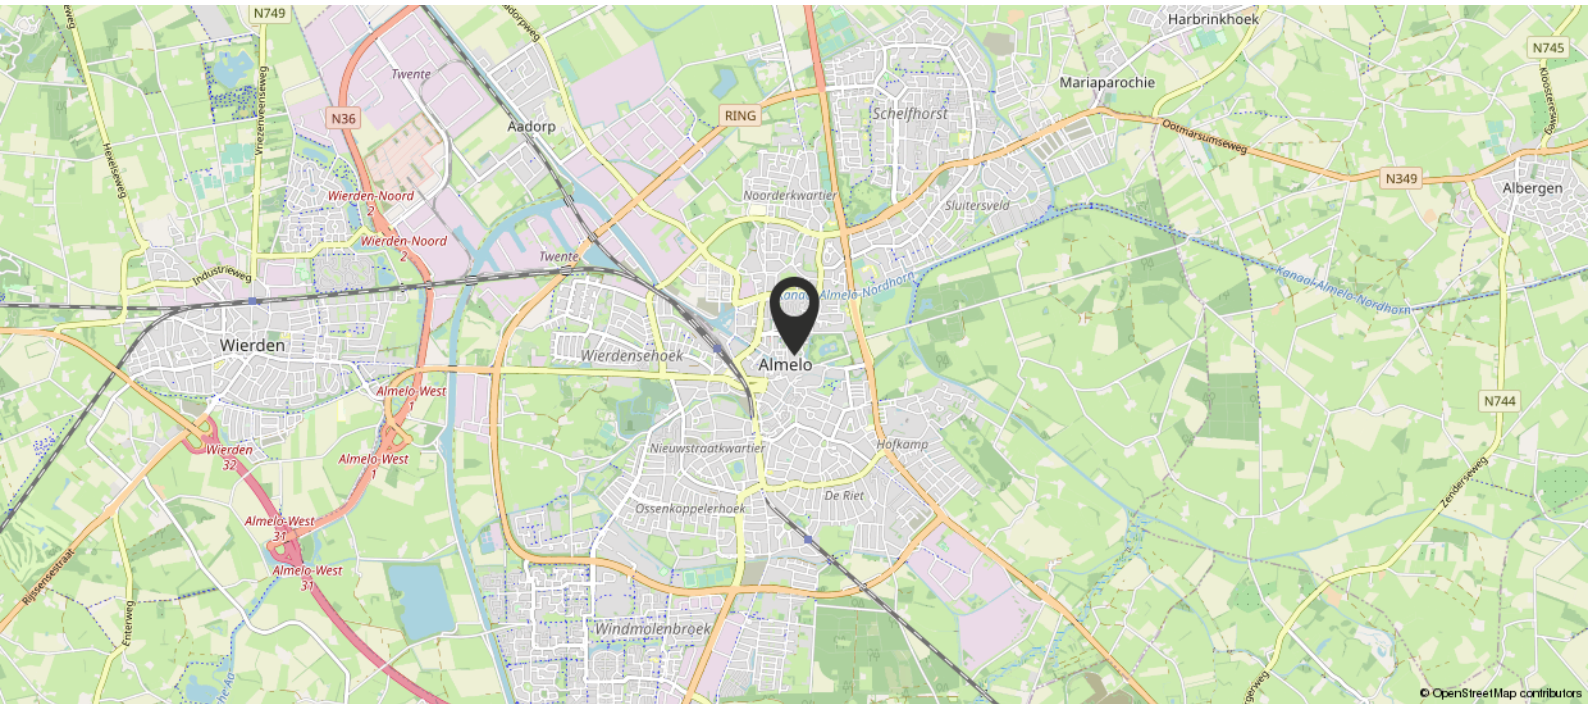 N749
Harbrinkhoek
N745
Twente
Mariaparochie
Kloosterseweg
Vriezenveenseweg
N36
RING
Schelfhorst
Aadorp
Ootmarsumseweg
Hexelseweg
N349
Albergen
Wierden-Noord
2
Noorderkwartier
Sluitersveld
Wierden-Noord
2
Twente
Industrieweg
Kanaal Almelo-Nordhorn
Kanaal Almelo-Nordhorn
Wierden
Wierdensehoek
Almelo
Almelo-West
1
N744
Wierden
32
Almelo-West
1
Nieuwstraatkwartier
Hofkamp
Zenderseweg
De Riet
Ossenkoppelerhoek
Almelo-West
31
Almelo-West
31
Rijssensestraat
Enterweg
Windmolenbroek
© OpenStreetMap contributors